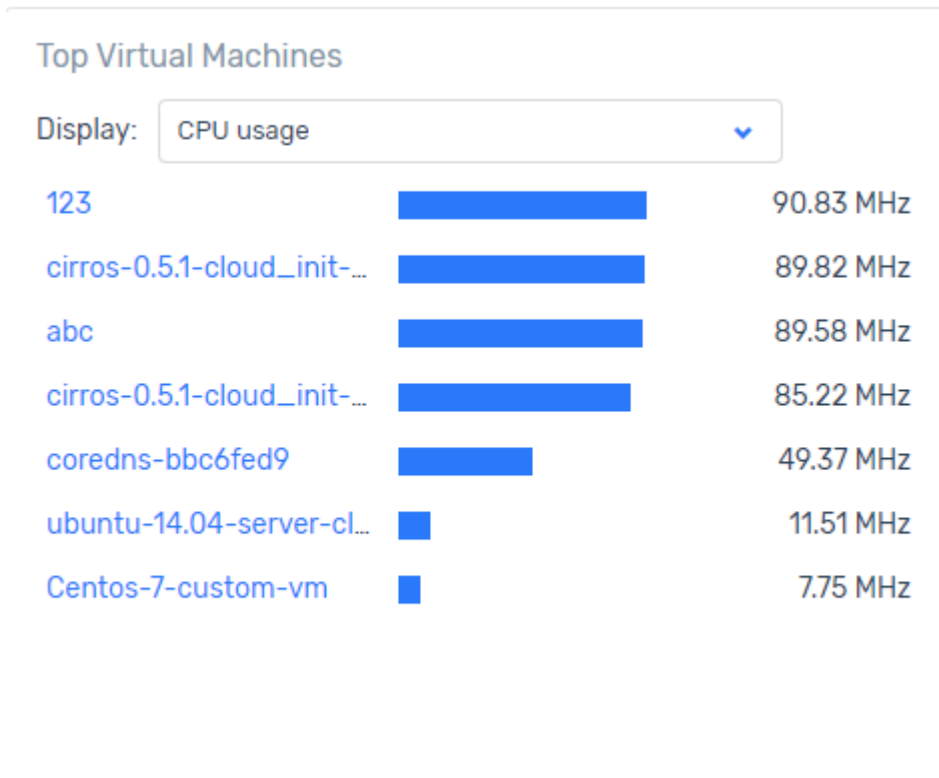 Top Virtual Machines
Display: CPU usage
123 90.83 MHz
cirros-0.5.1-cloud_init-... 89.82 MHz
abc 89.58 MHz
cirros-0.5.1-cloud_init-... 85.22 MHz
coredns-bbc6fed9 49.37 MHz
ubuntu-14.04-server-cl... 11.51 MHz
Centos-7-custom-vm 7.75 MHz